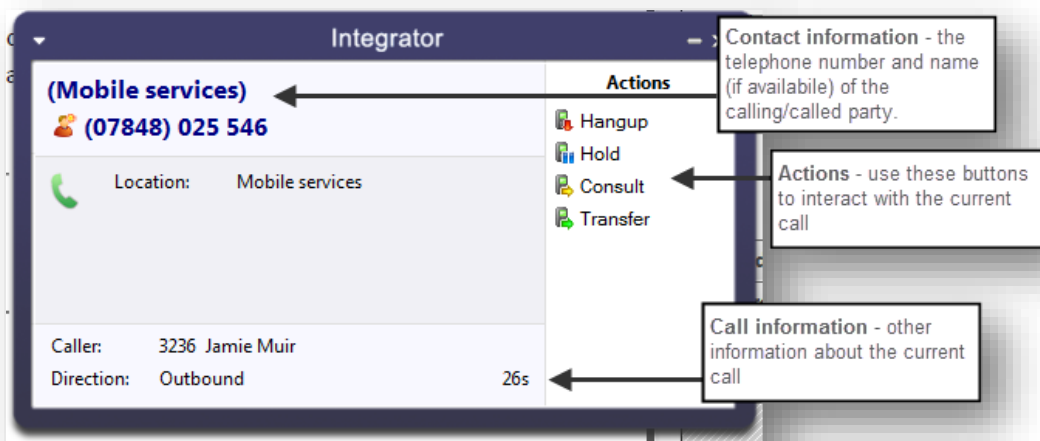 Integrator
(Mobile services)
(07848) 025 546
Location: Mobile services
Caller: 3236 Jamie Muir
Direction: Outbound 26s
Actions
Hangup
Hold
Consult
Transfer
Contact information - the
telephone number and name
(if availabile) of the
calling/called party.
Actions - use these buttons
to interact with the current
call
Call information - other
information about the current
call